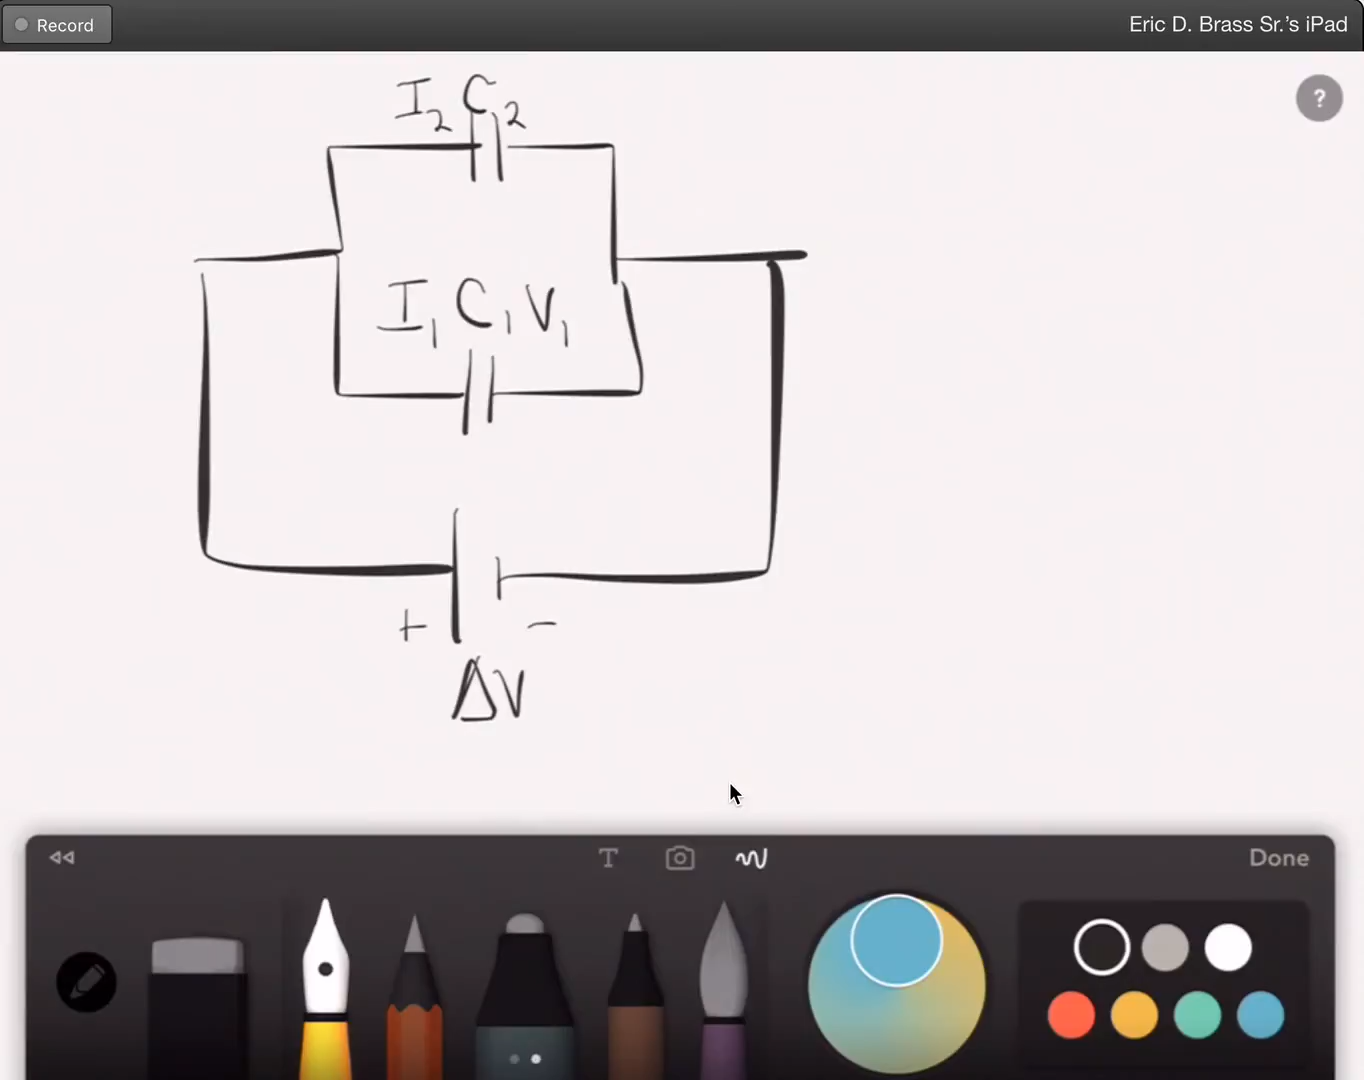 Record
Eric D. Brass Sr.'s iPad
?
I₂ C₂
I₁ C₁ V₁
+ −
ΔV
T
Done